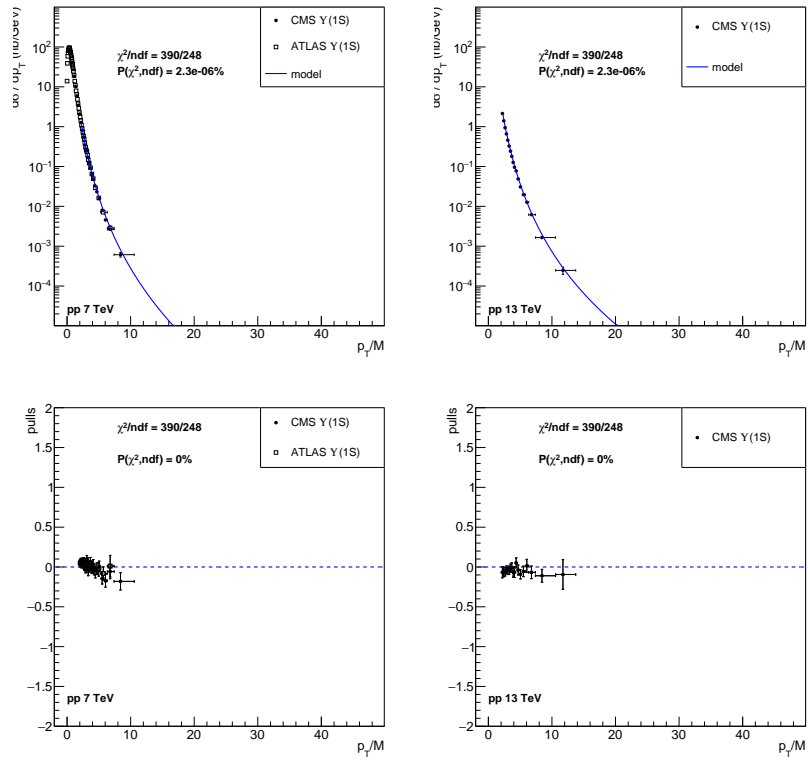 dσ / dp_T (nb/GeV)
CMS ϒ(1S)
ATLAS ϒ(1S)
model
χ²/ndf = 390/248
P(χ²,ndf) = 2.3e-06%
10²
10
1
10⁻¹
10⁻²
10⁻³
10⁻⁴
pp 7 TeV
0 10 20 30 40 50
p_T/M
dσ / dp_T (nb/GeV)
CMS ϒ(1S)
model
χ²/ndf = 390/248
P(χ²,ndf) = 2.3e-06%
10²
10
1
10⁻¹
10⁻²
10⁻³
10⁻⁴
pp 13 TeV
0 10 20 30 40 50
p_T/M
pulls
CMS ϒ(1S)
ATLAS ϒ(1S)
χ²/ndf = 390/248
P(χ²,ndf) = 0%
2
1.5
1
0.5
0
−0.5
−1
−1.5
−2
pp 7 TeV
0 10 20 30 40 50
p_T/M
pulls
CMS ϒ(1S)
χ²/ndf = 390/248
P(χ²,ndf) = 0%
2
1.5
1
0.5
0
−0.5
−1
−1.5
−2
pp 13 TeV
0 10 20 30 40 50
p_T/M